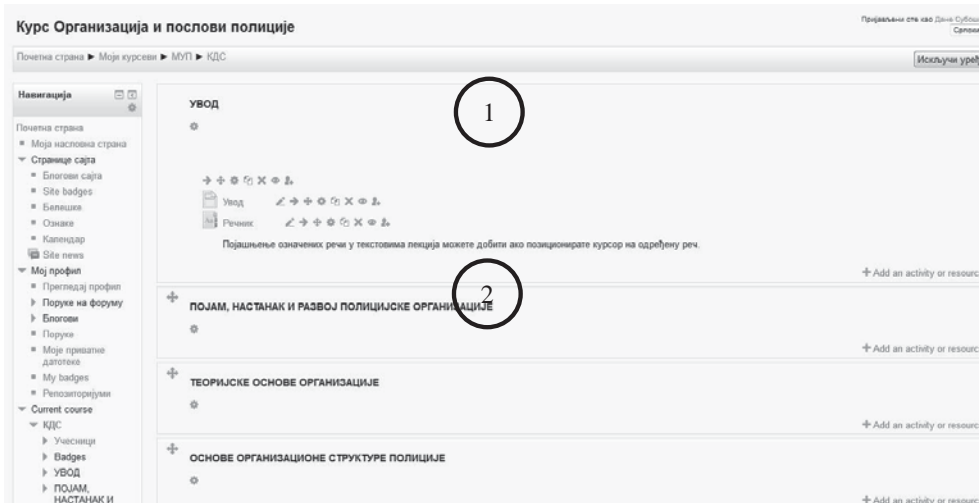 Курс Организација и послови полиције
Пријављени сте као Дане
Почетна страна ► Моји курсеви ► МУП ► КДС
Искључи
Навигација
Почетна страна
Моја насловна страна
Странице сајта
Блогови сајта
Site badges
Белешке
Ознаке
Календар
Site news
Мој профил
Прегледај профил
Поруке на форуму
Блогови
Поруке
Моје приватне
датотеке
My badges
Репозиторијуми
Current course
КДС
Учесници
Badges
УВОД
ПОЈАМ,
НАСТАНАК И
УВОД
1
Увод
Речник
Појашњење означених речи у текстовима лекција можете добити ако позиционирате курсор на одређену реч.
Add an activity or resourc
2
ПОЈАМ, НАСТАНАК И РАЗВОЈ ПОЛИЦИЈСКЕ ОРГАНИЗАЦИЈЕ
Add an activity or resourc
ТЕОРИЈСКЕ ОСНОВЕ ОРГАНИЗАЦИЈЕ
Add an activity or resourc
ОСНОВЕ ОРГАНИЗАЦИОНЕ СТРУКТУРЕ ПОЛИЦИЈЕ
Add an activity or resourc